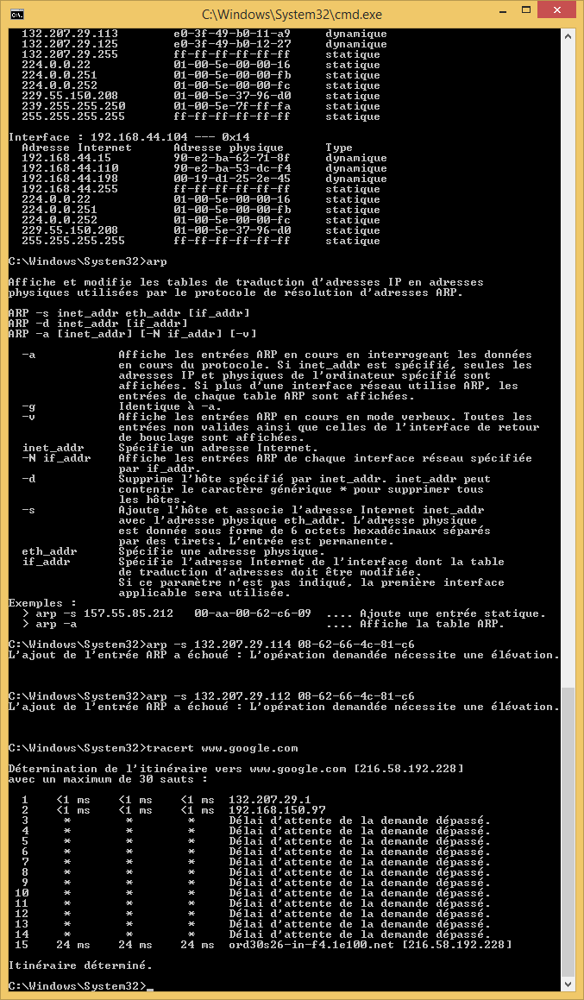 C:\Windows\System32\cmd.exe
132.207.29.113 e0-3f-49-b0-11-a9 dynamique
132.207.29.125 e0-3f-49-b0-12-27 dynamique
132.207.29.255 ff-ff-ff-ff-ff-ff statique
224.0.0.22 01-00-5e-00-00-16 statique
224.0.0.251 01-00-5e-00-00-fb statique
224.0.0.252 01-00-5e-00-00-fc statique
229.55.150.208 01-00-5e-37-96-d0 statique
239.255.255.250 01-00-5e-7f-ff-fa statique
255.255.255.255 ff-ff-ff-ff-ff-ff statique
Interface : 192.168.44.104 --- 0x14
Adresse Internet Adresse physique Type
192.168.44.15 90-e2-ba-62-71-8f dynamique
192.168.44.110 90-e2-ba-53-dc-f4 dynamique
192.168.44.198 00-19-d1-25-2e-45 dynamique
192.168.44.255 ff-ff-ff-ff-ff-ff statique
224.0.0.22 01-00-5e-00-00-16 statique
224.0.0.251 01-00-5e-00-00-fb statique
224.0.0.252 01-00-5e-00-00-fc statique
229.55.150.208 01-00-5e-37-96-d0 statique
255.255.255.255 ff-ff-ff-ff-ff-ff statique
C:\Windows\System32>arp
Affiche et modifie les tables de traduction d'adresses IP en adresses
physiques utilisées par le protocole de résolution d'adresses ARP.
ARP -s inet_addr eth_addr [if_addr]
ARP -d inet_addr [if_addr]
ARP -a [inet_addr] [-N if_addr] [-v]
-a Affiche les entrées ARP en cours en interrogeant les données
en cours du protocole. Si inet_addr est spécifié, seules les
adresses IP et physiques de l'ordinateur spécifié sont
affichées. Si plus d'une interface réseau utilise ARP, les
entrées de chaque table ARP sont affichées.
-g Identique à -a.
-v Affiche les entrées ARP en cours en mode verbeux. Toutes les
entrées non valides ainsi que celles de l'interface de retour
de bouclage sont affichées.
inet_addr Spécifie un adresse Internet.
-N if_addr Affiche les entrées ARP de chaque interface réseau spécifiée
par if_addr.
-d Supprime l'hôte spécifié par inet_addr. inet_addr peut
contenir le caractère générique * pour supprimer tous
les hôtes.
-s Ajoute l'hôte et associe l'adresse Internet inet_addr
avec l'adresse physique eth_addr. L'adresse physique
est donnée sous forme de 6 octets hexadécimaux séparés
par des tirets. L'entrée est permanente.
eth_addr Spécifie une adresse physique.
if_addr Spécifie l'adresse Internet de l'interface dont la table
de traduction d'adresses doit être modifiée.
Si ce paramètre n'est pas indiqué, la première interface
applicable sera utilisée.
Exemples :
> arp -s 157.55.85.212 00-aa-00-62-c6-09 .... Ajoute une entrée statique.
> arp -a .... Affiche la table ARP.
C:\Windows\System32>arp -s 132.207.29.114 08-62-66-4c-81-c6
L'ajout de l'entrée ARP a échoué : L'opération demandée nécessite une élévation.
C:\Windows\System32>arp -s 132.207.29.112 08-62-66-4c-81-c6
L'ajout de l'entrée ARP a échoué : L'opération demandée nécessite une élévation.
C:\Windows\System32>tracert www.google.com
Détermination de l'itinéraire vers www.google.com [216.58.192.228]
avec un maximum de 30 sauts :
1 <1 ms <1 ms <1 ms 132.207.29.1
2 <1 ms <1 ms <1 ms 192.168.150.97
3 * * * Délai d'attente de la demande dépassé.
4 * * * Délai d'attente de la demande dépassé.
5 * * * Délai d'attente de la demande dépassé.
6 * * * Délai d'attente de la demande dépassé.
7 * * * Délai d'attente de la demande dépassé.
8 * * * Délai d'attente de la demande dépassé.
9 * * * Délai d'attente de la demande dépassé.
10 * * * Délai d'attente de la demande dépassé.
11 * * * Délai d'attente de la demande dépassé.
12 * * * Délai d'attente de la demande dépassé.
13 * * * Délai d'attente de la demande dépassé.
14 * * * Délai d'attente de la demande dépassé.
15 24 ms 24 ms 24 ms ord30s26-in-f4.1e100.net [216.58.192.228]
Itinéraire déterminé.
C:\Windows\System32>_